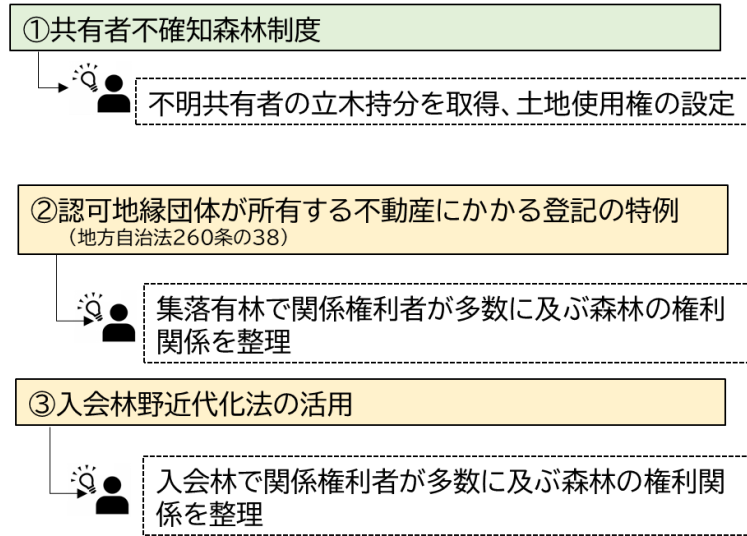 ①共有者不確知森林制度
不明共有者の立木持分を取得、土地使用権の設定
②認可地縁団体が所有する不動産にかかる登記の特例
（地方自治法260条の38）
集落有林で関係権利者が多数に及ぶ森林の権利
関係を整理
③入会林野近代化法の活用
入会林で関係権利者が多数に及ぶ森林の権利関
係を整理